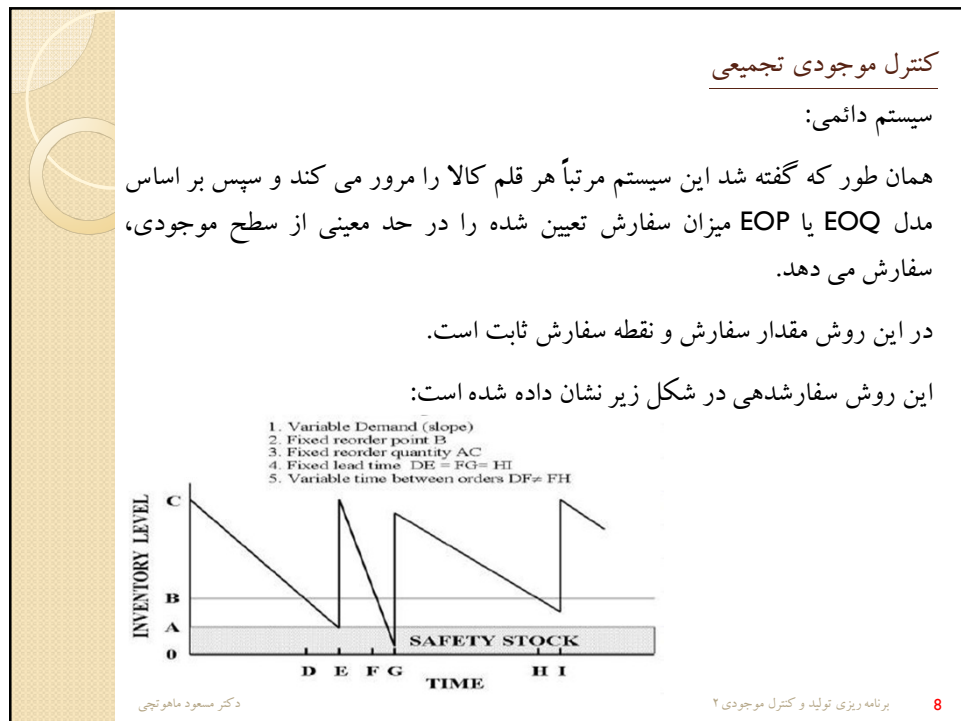 کنترل موجودی تجمیعی
سیستم دائمی:
همان طور که گفته شد این سیستم مرتباً هر قلم کالا را مرور می کند و سپس بر اساس
مدل EOQ یا EOP میزان سفارش تعیین شده را در حد معینی از سطح موجودی،
سفارش می دهد.
در این روش مقدار سفارش و نقطه سفارش ثابت است.
این روش سفارشدهی در شکل زیر نشان داده شده است:
1. Variable Demand (slope)
2. Fixed reorder point B
3. Fixed reorder quantity AC
4. Fixed lead time DE = FG= HI
5. Variable time between orders DF≠ FH
INVENTORY LEVEL
C
B
A
0
SAFETY STOCK
D E F G H I
TIME
8
برنامه ریزی تولید و کنترل موجودی ۲
دکتر مسعود ماهوتچی